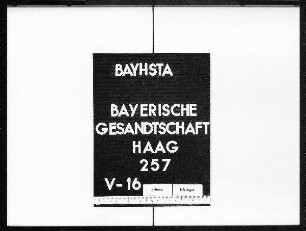 BAYHSTA
BAYERISCHE
GESANDTSCHAFT
HAAG
257
V-16